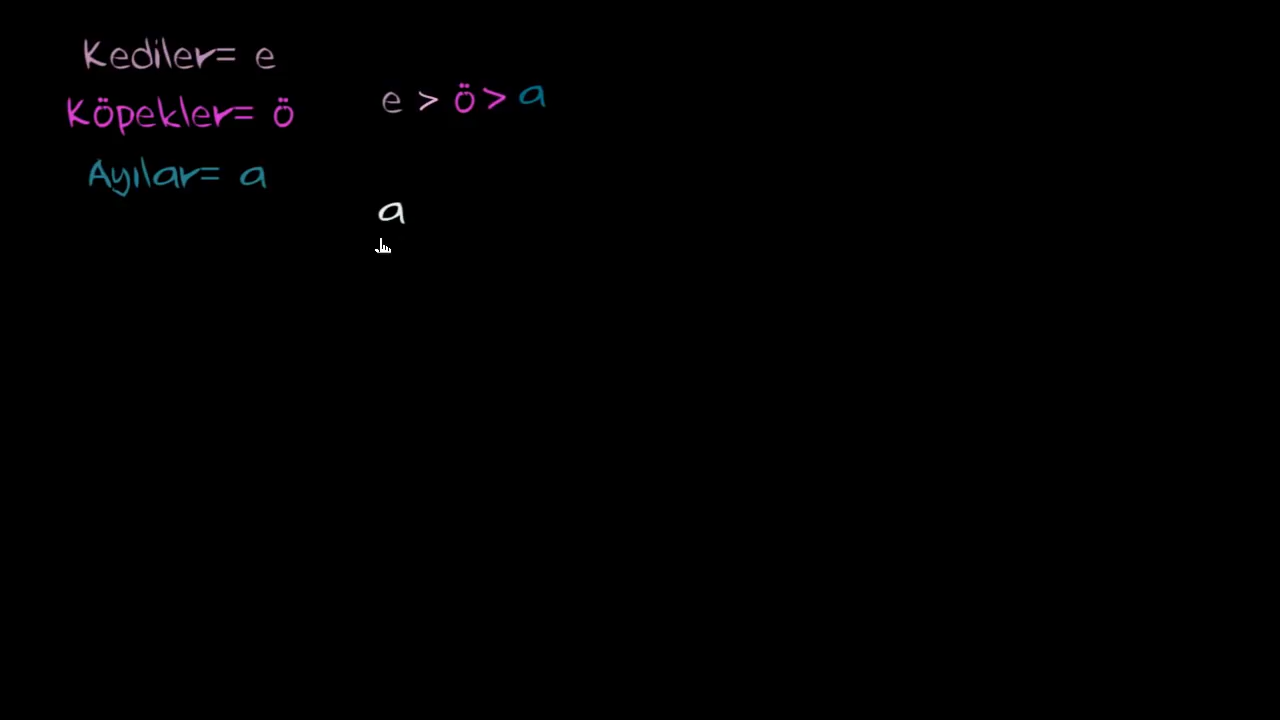 Kediler= e
Köpekler= ö
Ayılar= a
e > ö > a
a